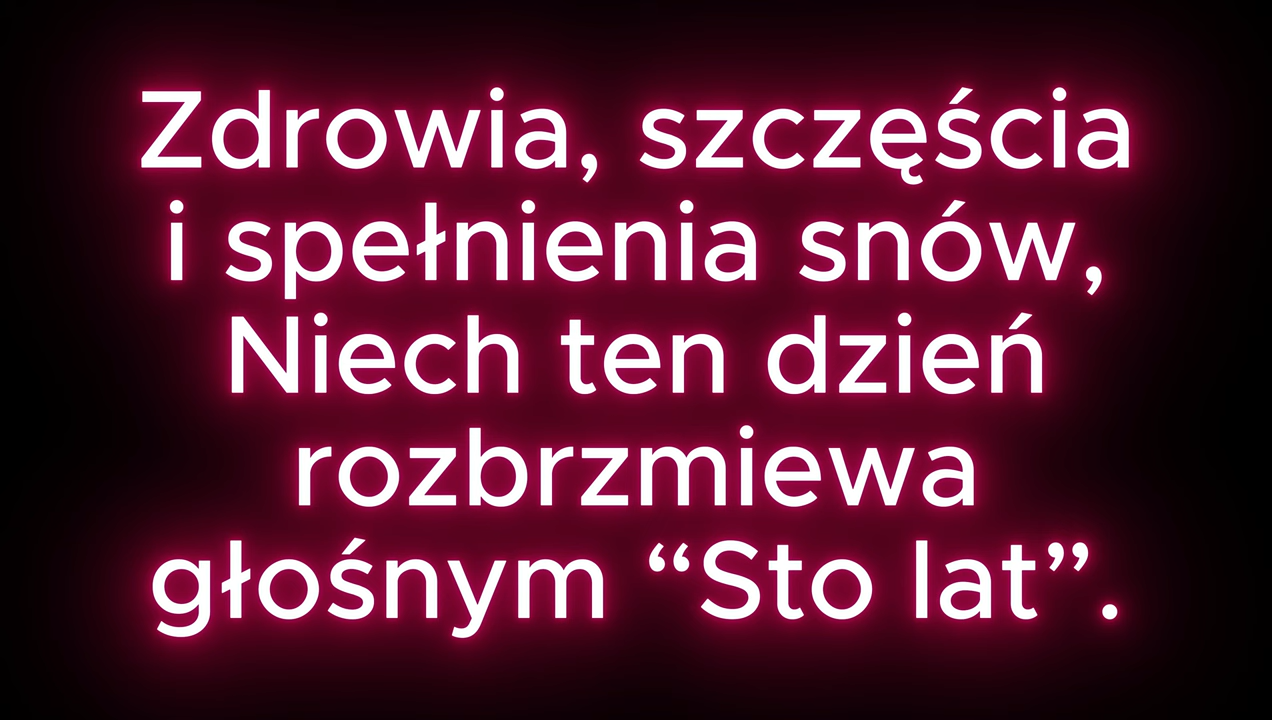 Zdrowia, szczęścia
i spełnienia snów,
Niech ten dzień
rozbrzmiewa
głośnym “Sto lat”.